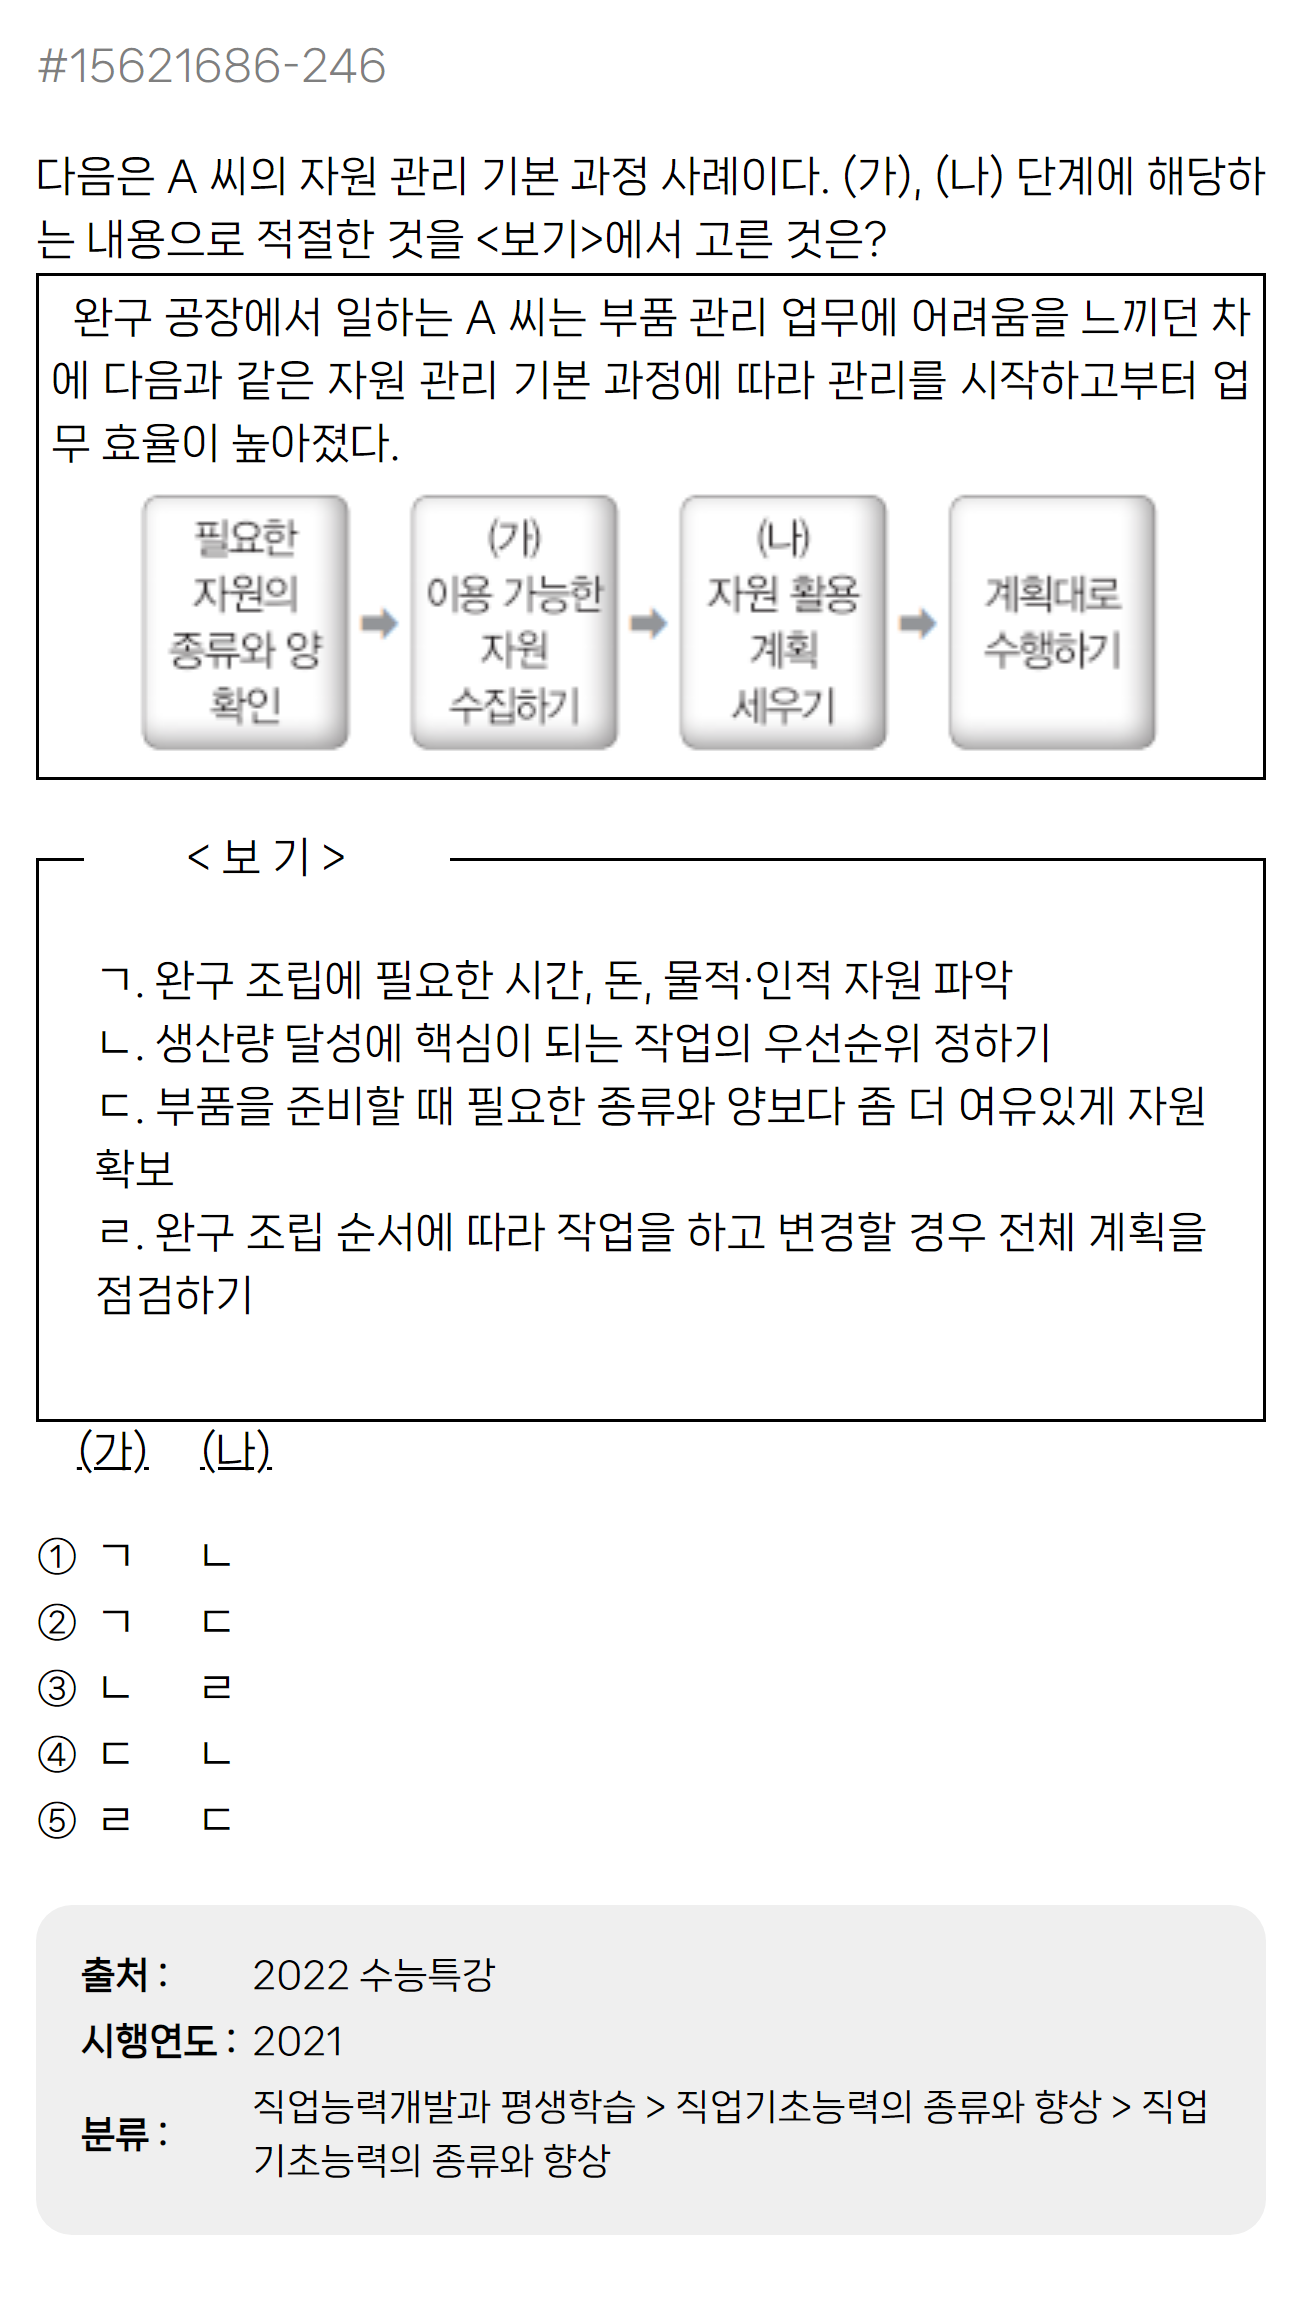 #15621686-246
다음은 A 씨의 자원 관리 기본 과정 사례이다. (가), (나) 단계에 해당하
는 내용으로 적절한 것을 <보기>에서 고른 것은?
완구 공장에서 일하는 A 씨는 부품 관리 업무에 어려움을 느끼던 차
에 다음과 같은 자원 관리 기본 과정에 따라 관리를 시작하고부터 업
무 효율이 높아졌다.
필요한
자원의
종류와 양
확인
(가)
이용 가능한
자원
수집하기
(나)
자원 활용
계획
세우기
계획대로
수행하기
< 보 기 >
ㄱ. 완구 조립에 필요한 시간, 돈, 물적·인적 자원 파악
ㄴ. 생산량 달성에 핵심이 되는 작업의 우선순위 정하기
ㄷ. 부품을 준비할 때 필요한 종류와 양보다 좀 더 여유있게 자원
확보
ㄹ. 완구 조립 순서에 따라 작업을 하고 변경할 경우 전체 계획을
점검하기
(가) (나)
① ㄱ ㄴ
② ㄱ ㄷ
③ ㄴ ㄹ
④ ㄷ ㄴ
⑤ ㄹ ㄷ
출처 : 2022 수능특강
시행연도 : 2021
분류 : 직업능력개발과 평생학습 > 직업기초능력의 종류와 향상 > 직업
기초능력의 종류와 향상